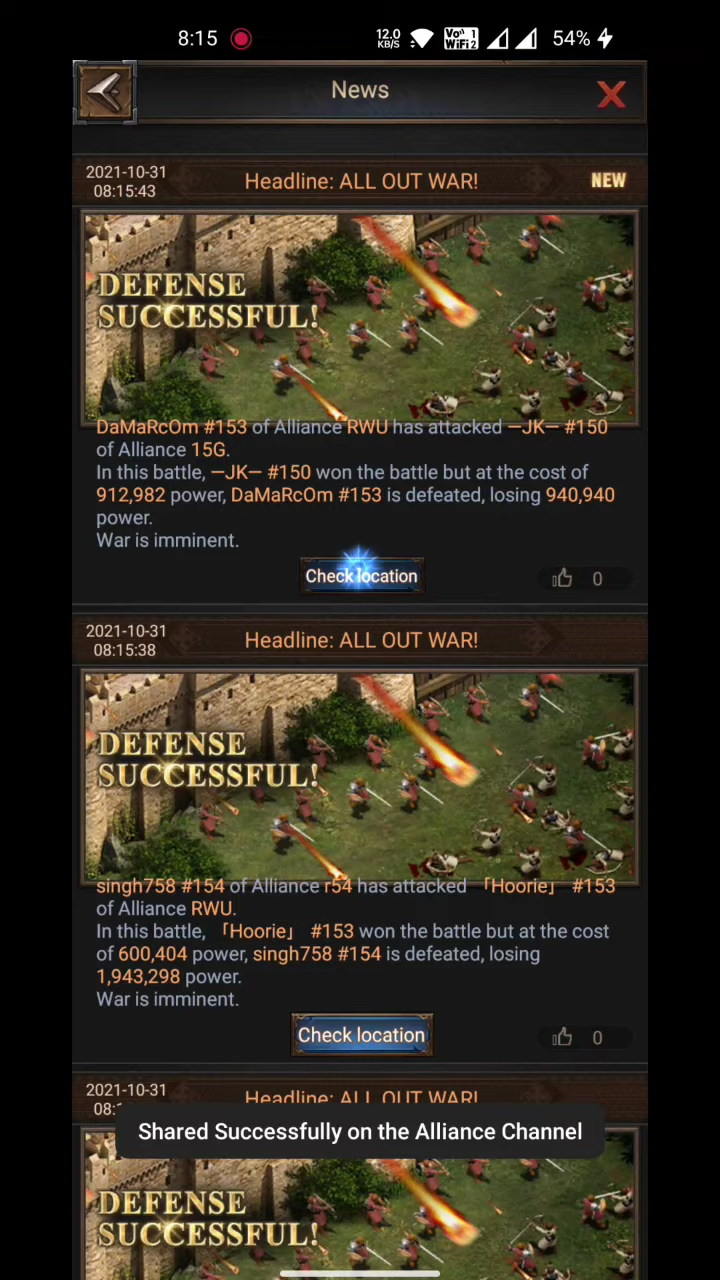 8:15 12.0 KB/S Vo)) 1 WiFi 2 54%
News
2021-10-31
08:15:43
Headline: ALL OUT WAR!
NEW
DEFENSE
SUCCESSFUL!
DaMaRcOm #153 of Alliance RWU has attacked —JK— #150
of Alliance 15G.
In this battle, —JK— #150 won the battle but at the cost of
912,982 power, DaMaRcOm #153 is defeated, losing 940,940
power.
War is imminent.
Check location
0
2021-10-31
08:15:38
Headline: ALL OUT WAR!
DEFENSE
SUCCESSFUL!
singh758 #154 of Alliance r54 has attacked 「Hoorie」 #153
of Alliance RWU.
In this battle, 「Hoorie」 #153 won the battle but at the cost
of 600,404 power, singh758 #154 is defeated, losing
1,943,298 power.
War is imminent.
Check location
0
2021-10-31
08:
Headline: ALL OUT WAR!
Shared Successfully on the Alliance Channel
DEFENSE
SUCCESSFUL!